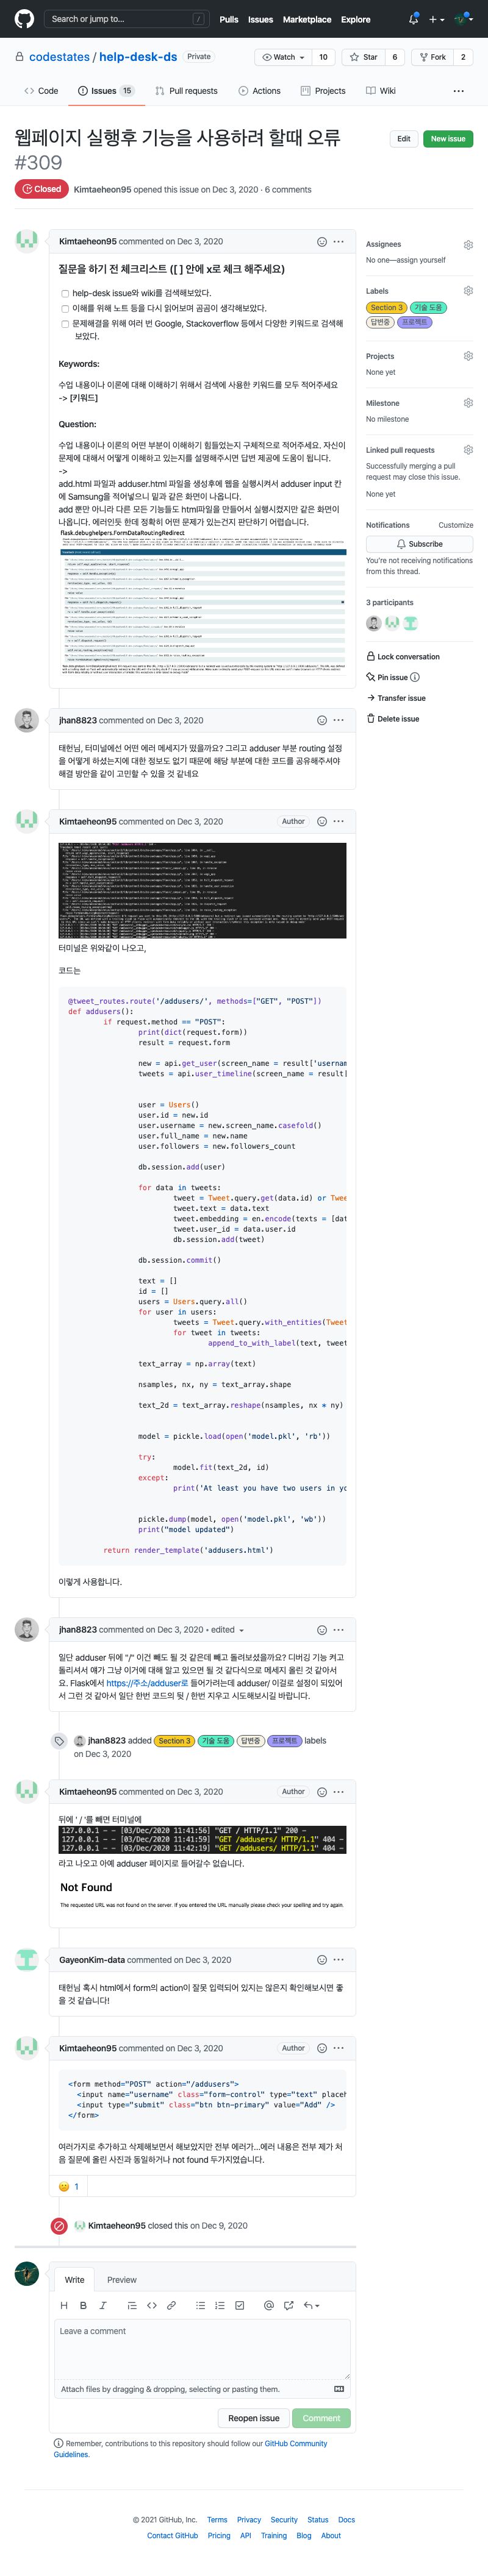 Search or jump to...
/
Pulls Issues Marketplace Explore
codestates / help-desk-ds Private
Watch 10 Star 6 Fork 2
Code Issues 15 Pull requests Actions Projects Wiki
웹페이지 실행후 기능을 사용하려 할때 오류
#309
Edit New issue
Closed Kimtaeheon95 opened this issue on Dec 3, 2020 · 6 comments
Kimtaeheon95 commented on Dec 3, 2020
질문을 하기 전 체크리스트 ([ ] 안에 x로 체크 해주세요)
help-desk issue와 wiki를 검색해보았다.
이해를 위해 노트 등을 다시 읽어보며 곰곰이 생각해보았다.
문제해결을 위해 여러 번 Google, Stackoverflow 등에서 다양한 키워드로 검색해
보았다.
Keywords:
수업 내용이나 이론에 대해 이해하기 위해서 검색에 사용한 키워드를 모두 적어주세요
-> [키워드]
Question:
수업 내용이나 이론의 어떤 부분이 이해하기 힘들었는지 구체적으로 적어주세요. 자신이
문제에 대해서 어떻게 이해하고 있는지를 설명해주시면 답변 제공에 도움이 됩니다.
->
add.html 파일과 adduser.html 파일을 생성후에 웹을 실행시켜서 adduser input 칸
에 Samsung을 적어넣으니 밑과 같은 화면이 나옵니다.
add 뿐만 아니라 다른 모든 기능들도 html파일을 만들어서 실행시켰지만 같은 화면이
나옵니다. 에러인듯 한데 정확히 어떤 문제가 있는건지 판단하기 어렵습니다.
flask.debughelpers.FormDataRoutingRedirect
Assignees
No one—assign yourself
Labels
Section 3 기술 도움
답변중 프로젝트
Projects
None yet
Milestone
No milestone
Linked pull requests
Successfully merging a pull
request may close this issue.
None yet
Notifications Customize
Subscribe
You're not receiving notifications
from this thread.
3 participants
Lock conversation
Pin issue
Transfer issue
Delete issue
jhan8823 commented on Dec 3, 2020
태헌님, 터미널에선 어떤 에러 메세지가 떴을까요? 그리고 adduser 부분 routing 설정
을 어떻게 하셨는지에 대한 정보도 없기 때문에 해당 부분에 대한 코드를 공유해주셔야
해결 방안을 같이 고민할 수 있을 것 같네요
Kimtaeheon95 commented on Dec 3, 2020 Author
터미널은 위와같이 나오고,
코드는
@tweet_routes.route('/addusers/', methods=["GET", "POST"])
def addusers():
if request.method == "POST":
print(dict(request.form))
result = request.form
new = api.get_user(screen_name = result['usernam
tweets = api.user_timeline(screen_name = result[
user = Users()
user.id = new.id
user.username = new.screen_name.casefold()
user.full_name = new.name
user.followers = new.followers_count
db.session.add(user)
for data in tweets:
tweet = Tweet.query.get(data.id) or Twee
tweet.text = data.text
tweet.embedding = en.encode(texts = [dat
tweet.user_id = data.user.id
db.session.add(tweet)
db.session.commit()
text = []
id = []
users = Users.query.all()
for user in users:
tweets = Tweet.query.with_entities(Tweet
for tweet in tweets:
append_to_with_label(text, tweet
text_array = np.array(text)
nsamples, nx, ny = text_array.shape
text_2d = text_array.reshape(nsamples, nx * ny)
model = pickle.load(open('model.pkl', 'rb'))
try:
model.fit(text_2d, id)
except:
print('At least you have two users in yo
pickle.dump(model, open('model.pkl', 'wb'))
print("model updated")
return render_template('addusers.html')
이렇게 사용합니다.
jhan8823 commented on Dec 3, 2020 • edited
일단 adduser 뒤에 "/" 이건 빼도 될 것 같은데 빼고 돌려보셨을까요? 디버깅 기능 켜고
돌리셔서 얘가 그냥 이거에 대해 알고 있으면 될 것 같다식으로 메세지 올린 것 같아서
요. Flask에서 https://주소/adduser로 들어가려는데 adduser/ 이걸로 설정이 되있어
서 그런 것 같아서 일단 한번 코드의 뒷 / 한번 지우고 시도해보시길 바랍니다.
jhan8823 added Section 3 기술 도움 답변중 프로젝트 labels
on Dec 3, 2020
Kimtaeheon95 commented on Dec 3, 2020 Author
뒤에 ' / '를 빼면 터미널에
127.0.0.1 - - [03/Dec/2020 11:41:56] "GET / HTTP/1.1" 200 -
127.0.0.1 - - [03/Dec/2020 11:41:59] "GET /addusers/ HTTP/1.1" 404 -
127.0.0.1 - - [03/Dec/2020 11:42:19] "GET /addusers/ HTTP/1.1" 404 -
라고 나오고 아예 adduser 페이지로 들어갈수 없습니다.
Not Found
The requested URL was not found on the server. If you entered the URL manually please check your spelling and try again.
GayeonKim-data commented on Dec 3, 2020
태헌님 혹시 html에서 form의 action이 잘못 입력되어 있지는 않은지 확인해보시면 좋
을 것 같습니다!
Kimtaeheon95 commented on Dec 3, 2020 Author
<form method="POST" action="/addusers">
<input name="username" class="form-control" type="text" placeh
<input type="submit" class="btn btn-primary" value="Add" />
</form>
여러가지로 추가하고 삭제해보면서 해보았지만 전부 에러가...에러 내용은 전부 제가 처
음 질문에 올린 사진과 동일하거나 not found 두가지였습니다.
1
Kimtaeheon95 closed this on Dec 9, 2020
Write Preview
Leave a comment
Attach files by dragging & dropping, selecting or pasting them.
Reopen issue Comment
Remember, contributions to this repository should follow our GitHub Community
Guidelines.
© 2021 GitHub, Inc. Terms Privacy Security Status Docs
Contact GitHub Pricing API Training Blog About